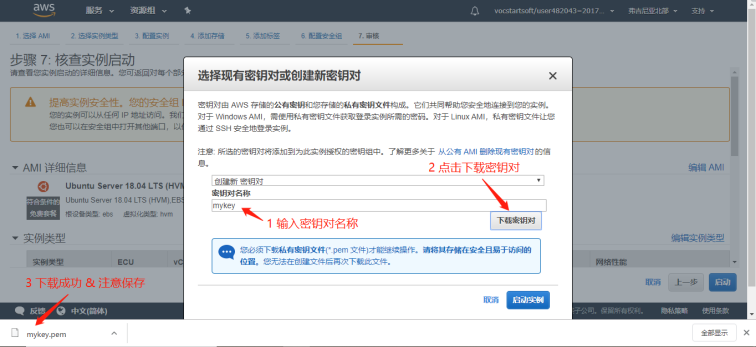 aws
服务
资源组
vocstartsoft/user482043=2017...
弗吉尼亚北部
支持
1. 选择 AMI
2. 选择实例类型
3. 配置实例
4. 添加存储
5. 添加标签
6. 配置安全组
7. 审核
步骤 7: 核查实例启动
请查看您实例启动的详细信息。您可返回对每个部分
提高实例安全性。您的安全组
您的实例可以从任何 IP 地址访问。我们
您也可以在安全组中打开其他端口，以
AMI 详细信息
编辑 AMI
Ubuntu Server 18.04 LTS (HVM)
符合条件的
免费套餐
Ubuntu Server 18.04 LTS (HVM),EBS
根设备类型: ebs
虚拟化类型: hvm
实例类型
编辑实例类型
实例类型
ECU
vC
网络性能
选择现有密钥对或创建新密钥对
密钥对由 AWS 存储的公有密钥和您存储的私有密钥文件构成。它们共同帮助您安全地连接到您的实例。
对于 Windows AMI，需使用私有密钥文件获取登录实例所需的密码。对于 Linux AMI，私有密钥文件让您
通过 SSH 安全地登录实例。
注意: 所选的密钥对将添加到为此实例授权的密钥组中。了解更多关于 从公有 AMI 删除现有密钥对的信
息。
2 点击下载密钥对
创建新 密钥对
密钥对名称
mykey
1 输入密钥对名称
下载密钥对
您必须下载私有密钥文件(*.pem 文件)才能继续操作。请将其存储在安全且易于访问的
位置。您无法在创建文件后再次下载此文件。
取消
启动实例
取消
上一步
启动
3 下载成功 & 注意保存
反馈
中文(简体)
子公司。保留所有权利。
隐私策略
使用条款
mykey.pem
全部显示